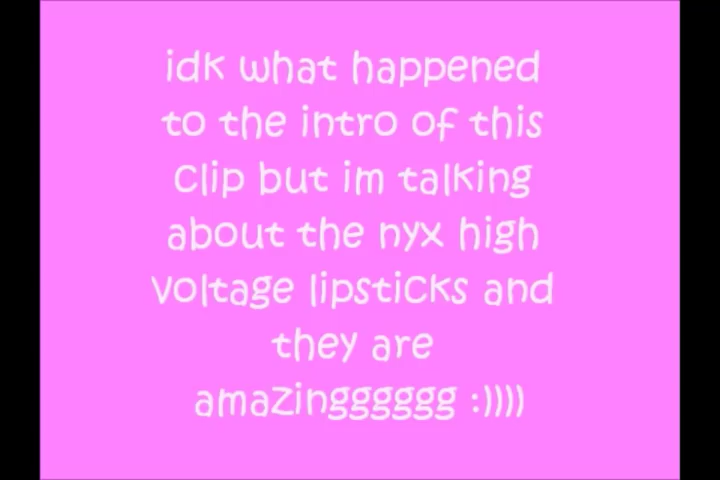 idk what happened
to the intro of this
clip but im talking
about the nyx high
voltage lipsticks and
they are
amazingggggg :))))